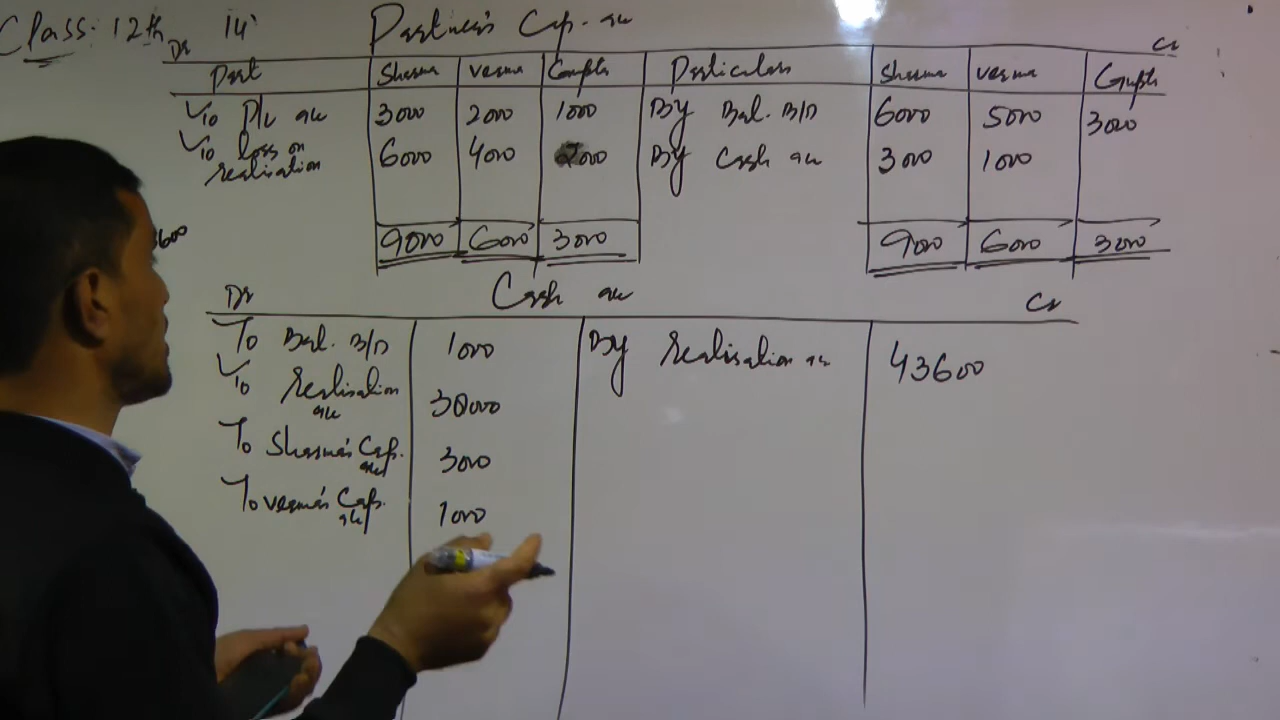 Class: 12th 14 Partner's Cap. a/c
Dr Cr
Part Sharma Verma Gupta Particulars Sharma Verma Gupta
To P/L a/c 3000 2000 1000 By Bal. B/D 6000 5000 3000
To loss on realisation 6000 4000 2000 By Cash a/c 3000 1000
9000 6000 3000 9000 6000 3000
3600
Dr Cash a/c Cr
To Bal. B/D 1000 By Realisation a/c 43600
To Realisation a/c 38000
To Sharma's Cap. a/c 3000
To Verma's Cap. a/c 1000